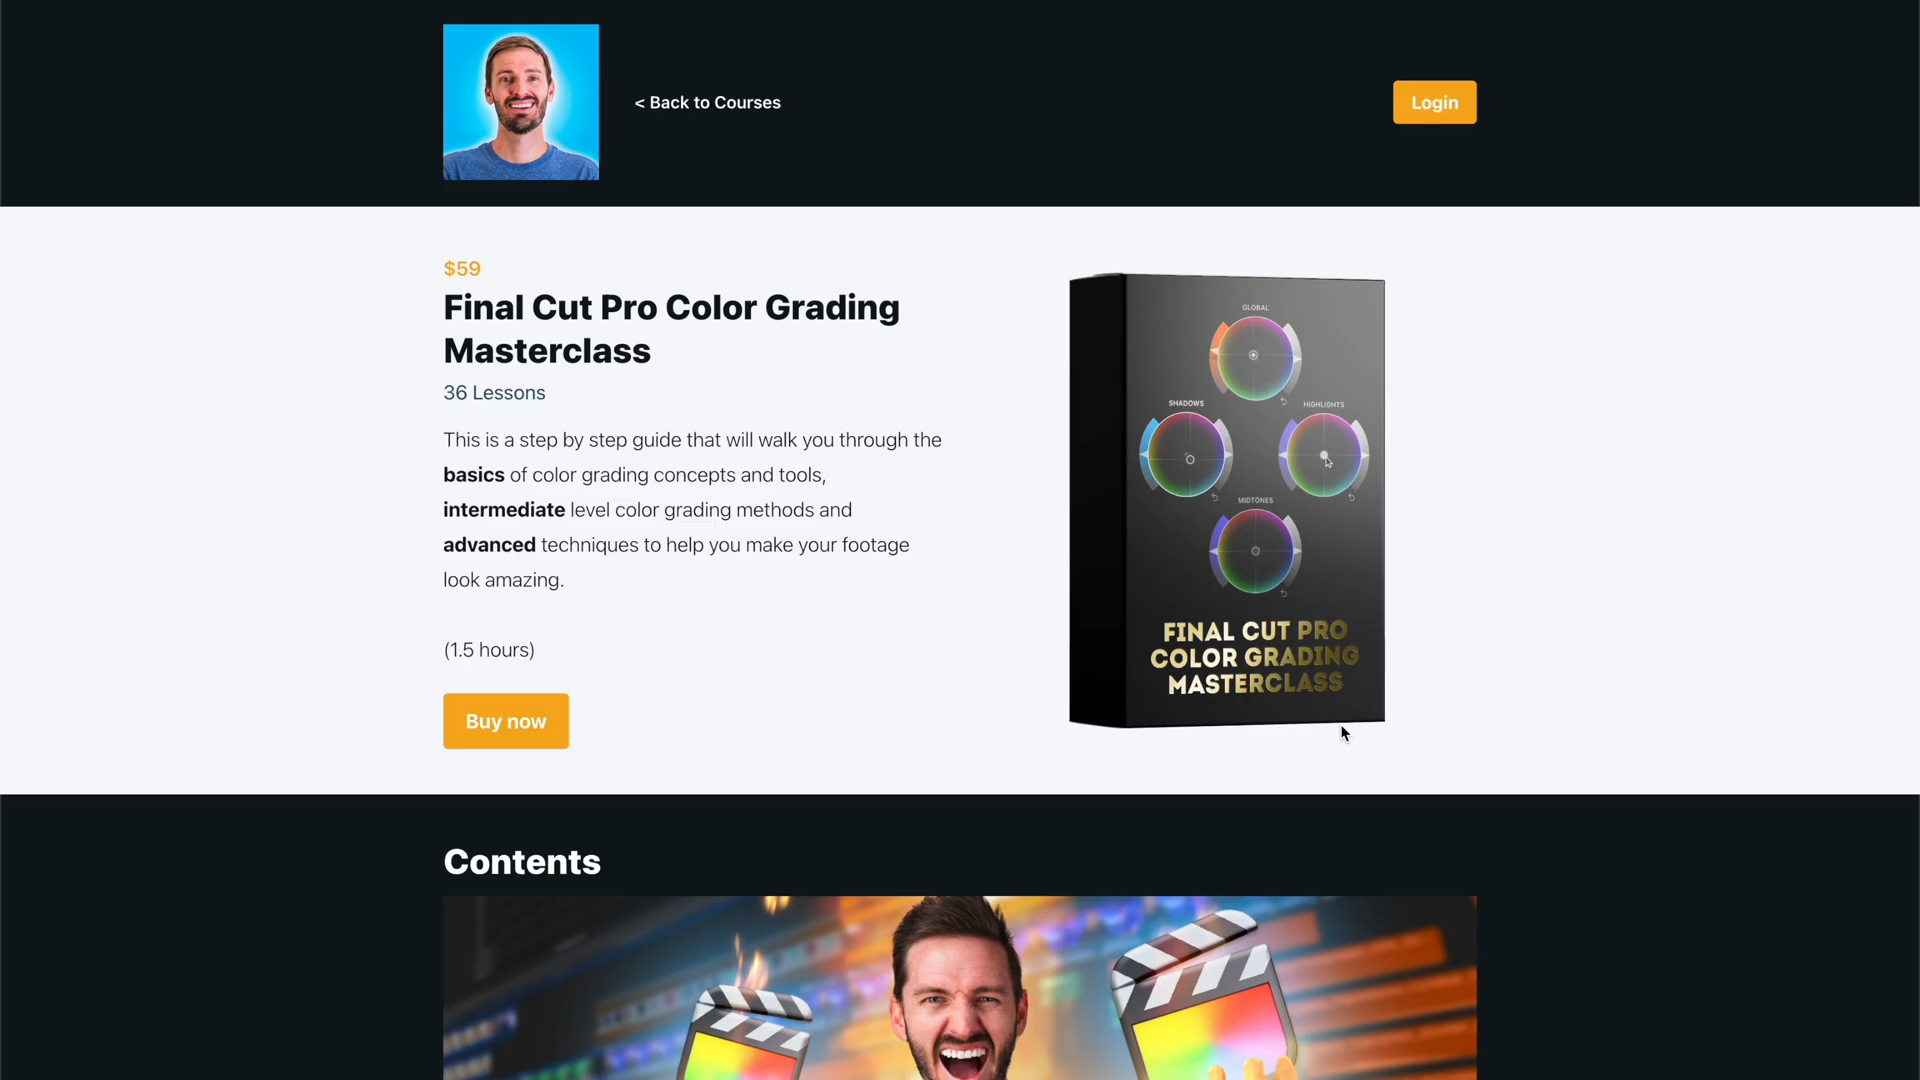 < Back to Courses
Login
$59
Final Cut Pro Color Grading
Masterclass
36 Lessons
This is a step by step guide that will walk you through the
basics of color grading concepts and tools,
intermediate level color grading methods and
advanced techniques to help you make your footage
look amazing.
(1.5 hours)
Buy now
GLOBAL
SHADOWS
HIGHLIGHTS
MIDTONES
FINAL CUT PRO
COLOR GRADING
MASTERCLASS
Contents